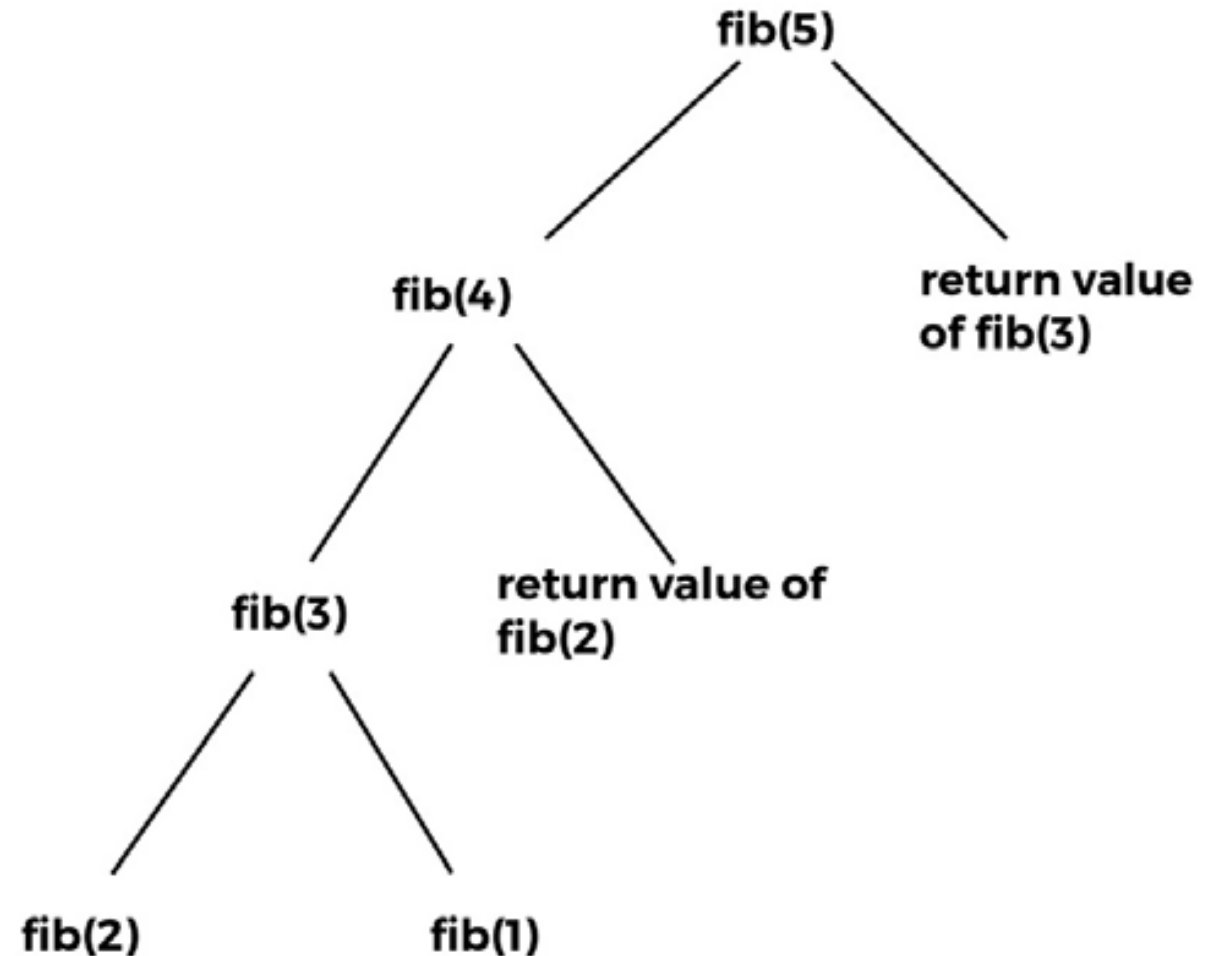 fib(5)
fib(4)
return value
of fib(3)
fib(3)
return value of
fib(2)
fib(2)
fib(1)